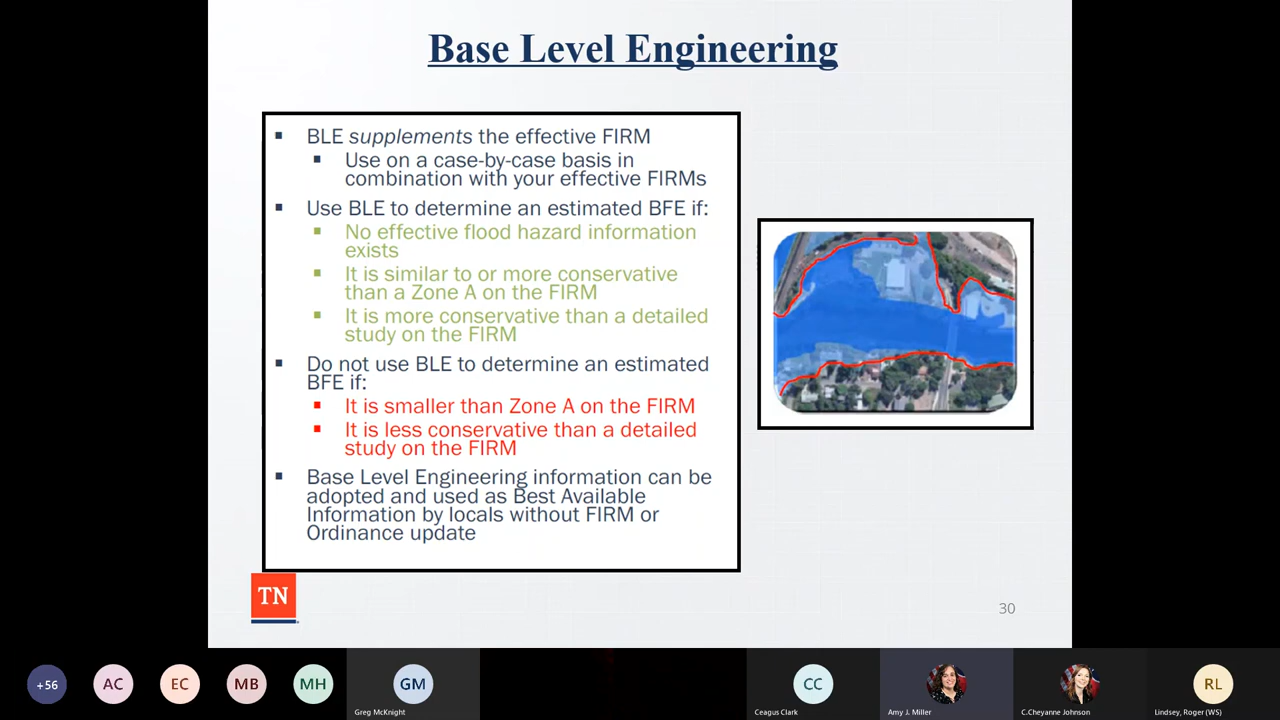 Base Level Engineering
BLE supplements the effective FIRM
Use on a case-by-case basis in
combination with your effective FIRMs
Use BLE to determine an estimated BFE if:
No effective flood hazard information
exists
It is similar to or more conservative
than a Zone A on the FIRM
It is more conservative than a detailed
study on the FIRM
Do not use BLE to determine an estimated
BFE if:
It is smaller than Zone A on the FIRM
It is less conservative than a detailed
study on the FIRM
Base Level Engineering information can be
adopted and used as Best Available
Information by locals without FIRM or
Ordinance update
TN
30
+56
AC
EC
MB
MH
GM
Greg McKnight
CC
Ceagus Clark
Amy J. Miller
C.Cheyanne Johnson
RL
Lindsey, Roger (WS)